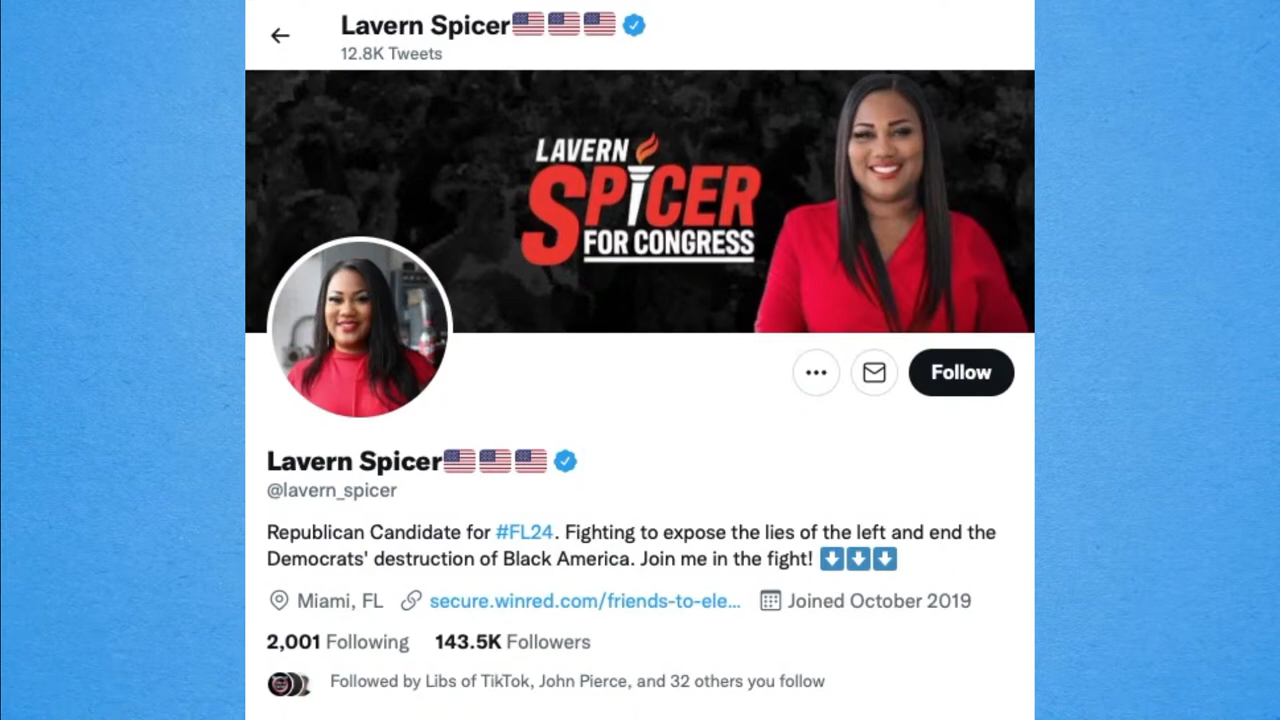 Lavern Spicer🇺🇸🇺🇸🇺🇸
12.8K Tweets
LAVERN
SPICER
FOR CONGRESS
Follow
Lavern Spicer🇺🇸🇺🇸🇺🇸
@lavern_spicer
Republican Candidate for #FL24. Fighting to expose the lies of the left and end the
Democrats' destruction of Black America. Join me in the fight! ⬇️⬇️⬇️
Miami, FL secure.winred.com/friends-to-ele... Joined October 2019
2,001 Following 143.5K Followers
Followed by Libs of TikTok, John Pierce, and 32 others you follow